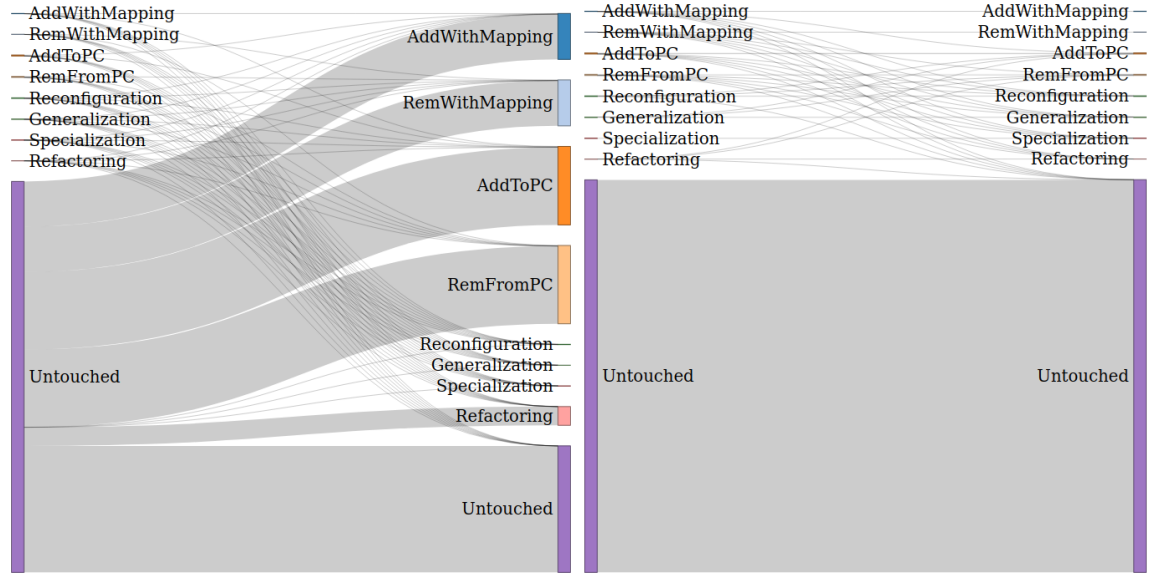 AddWithMapping
RemWithMapping
AddToPC
RemFromPC
Reconfiguration
Generalization
Specialization
Refactoring
Untouched
AddWithMapping
RemWithMapping
AddToPC
RemFromPC
Reconfiguration
Generalization
Specialization
Refactoring
Untouched
AddWithMapping
RemWithMapping
AddToPC
RemFromPC
Reconfiguration
Generalization
Specialization
Refactoring
Untouched
AddWithMapping
RemWithMapping
AddToPC
RemFromPC
Reconfiguration
Generalization
Specialization
Refactoring
Untouched